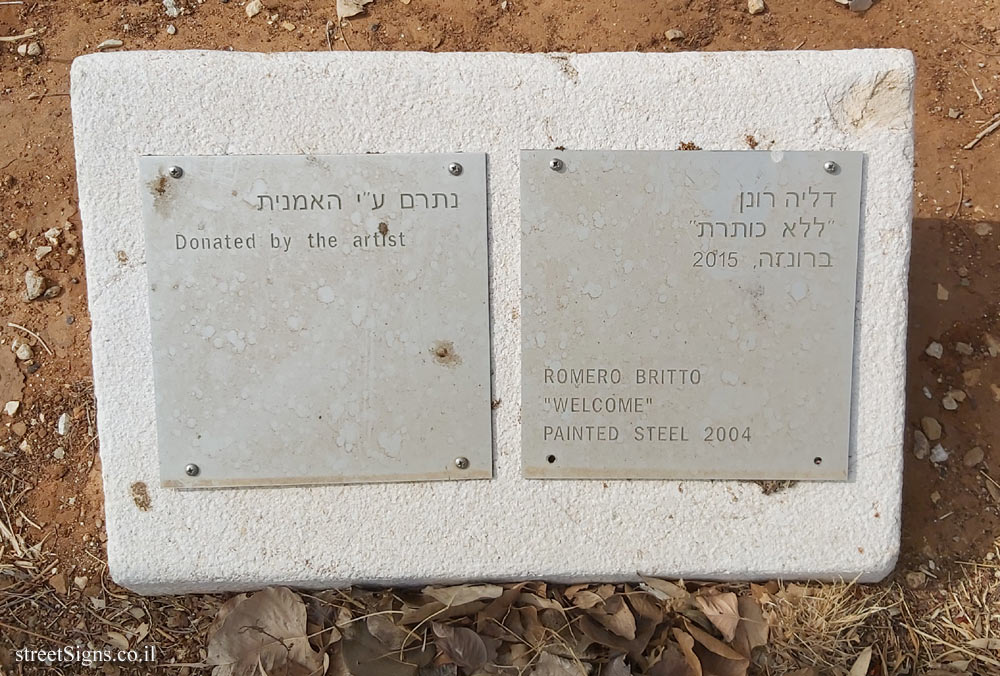 נתרם ע"י האמנית
Donated by the artist
דליה רונן
"ללא כותרת"
ברונזה, 2015
ROMERO BRITTO
"WELCOME"
PAINTED STEEL 2004
streetSigns.co.il